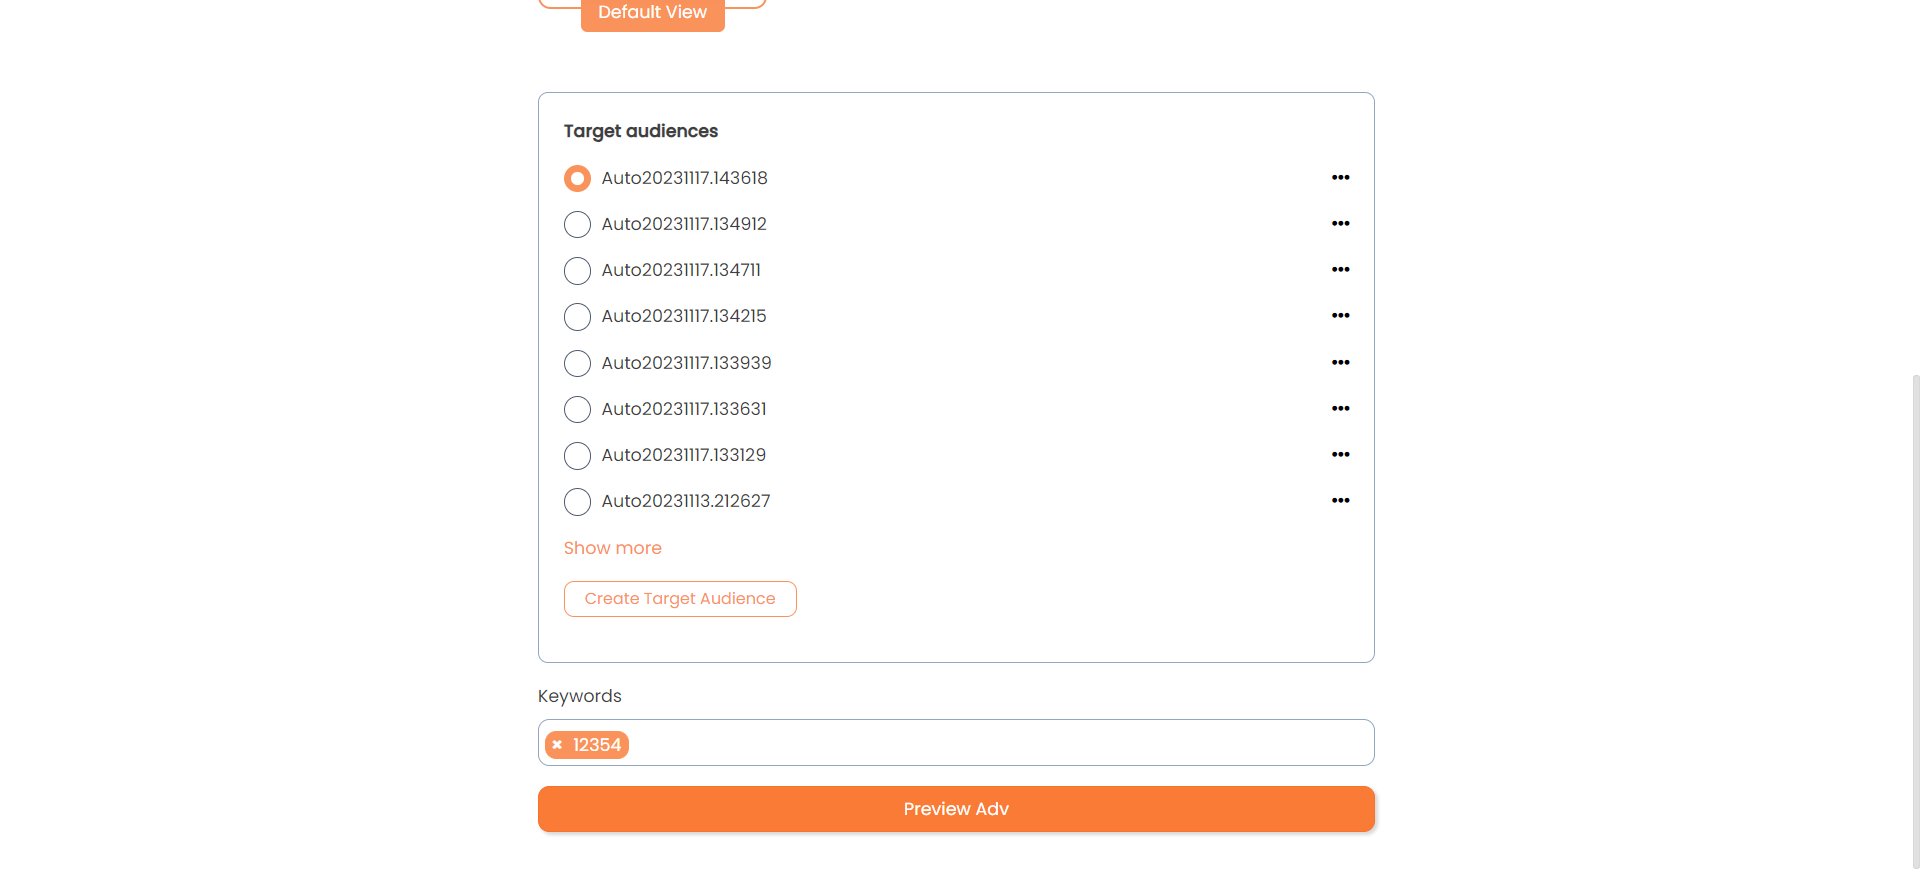 Default View
Target audiences
Auto20231117.143618
Auto20231117.134912
Auto20231117.134711
Auto20231117.134215
Auto20231117.133939
Auto20231117.133631
Auto20231117.133129
Auto20231113.212627
Show more
Create Target Audience
Keywords
× 12354
Preview Adv